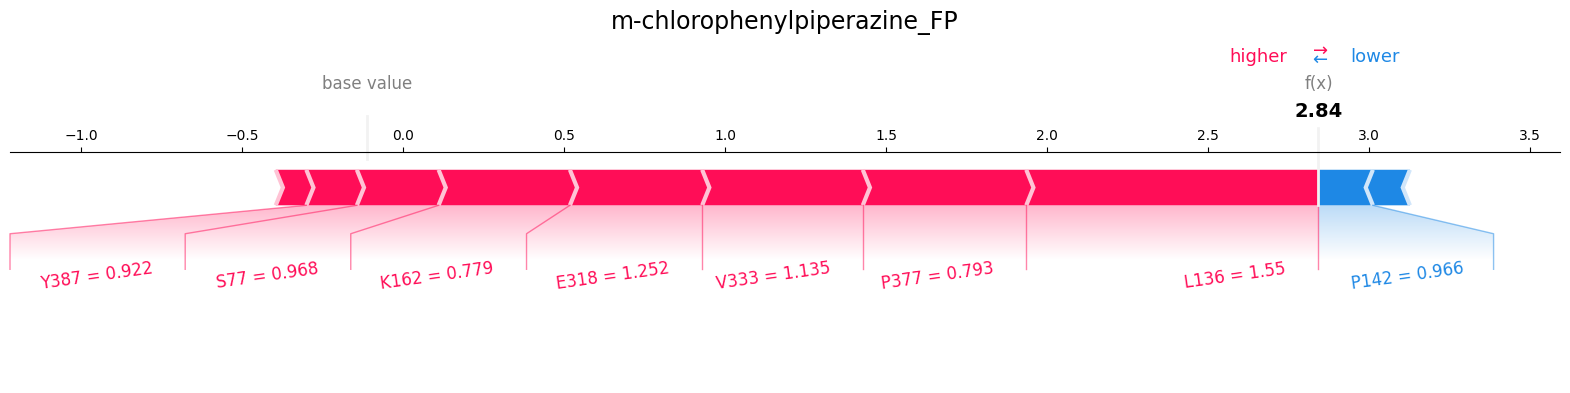 m-chlorophenylpiperazine_FP
higher ⇄ lower
base value
f(x)
2.84
−1.0 −0.5 0.0 0.5 1.0 1.5 2.0 2.5 3.0 3.5
Y387 = 0.922
S77 = 0.968
K162 = 0.779
E318 = 1.252
V333 = 1.135
P377 = 0.793
L136 = 1.55
P142 = 0.966